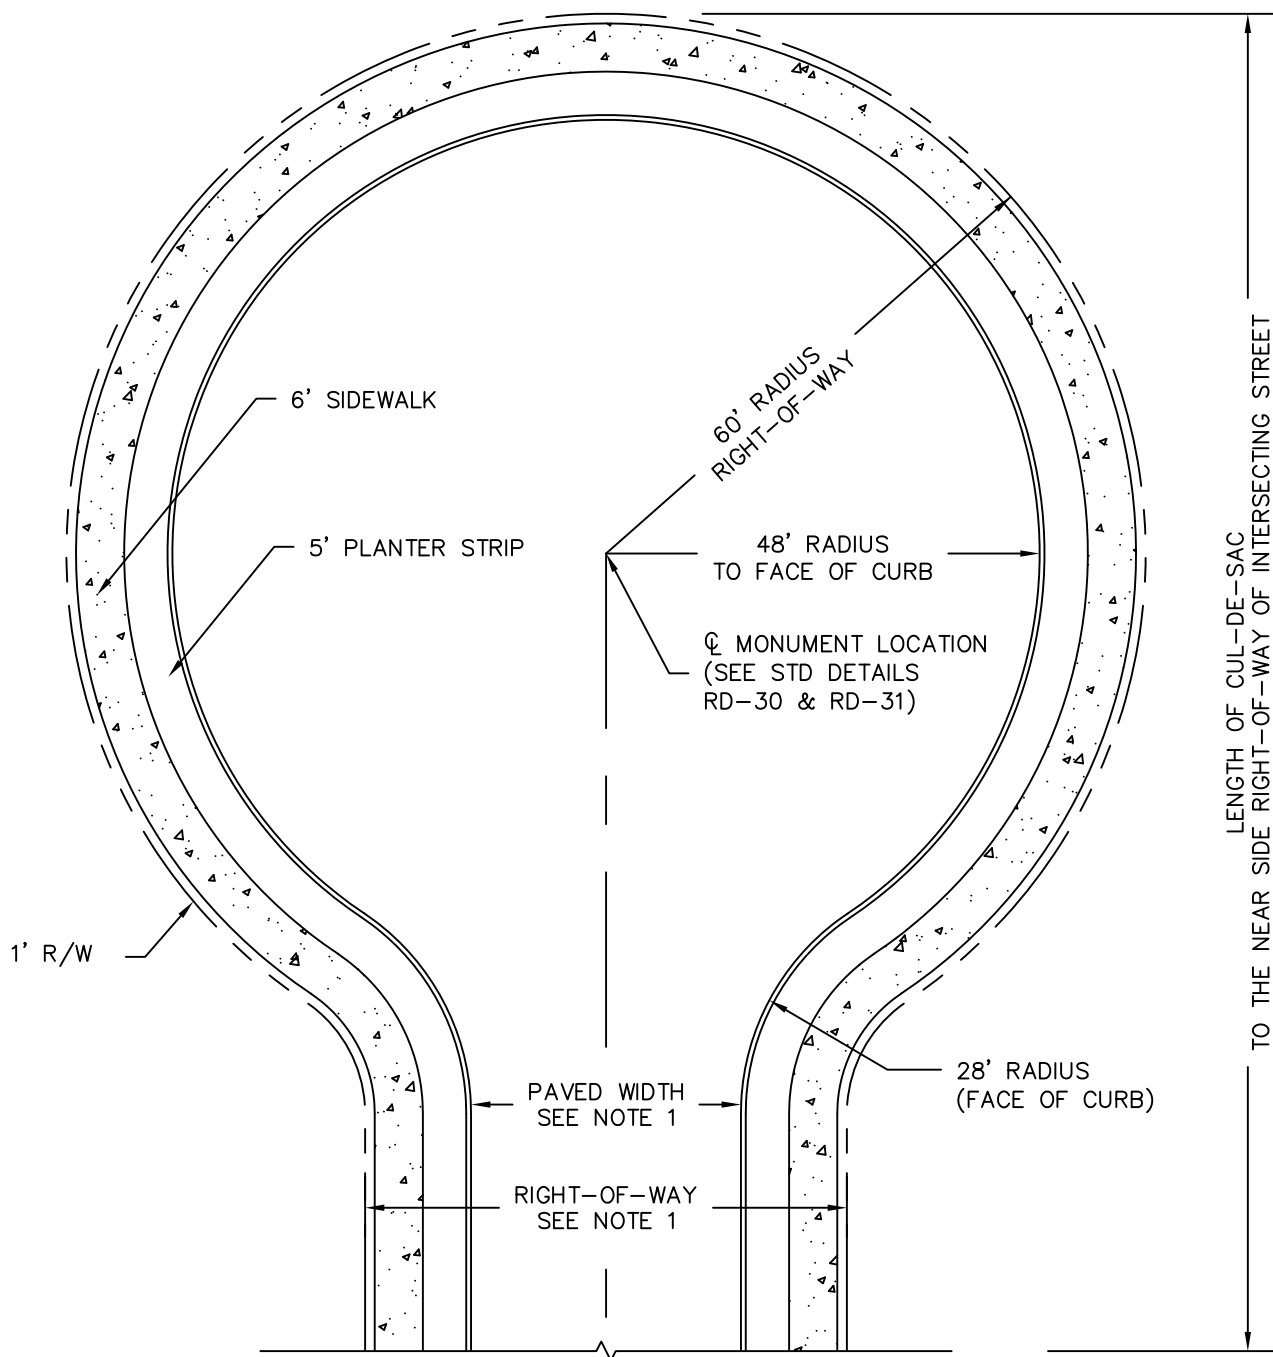 6' SIDEWALK
60' RADIUS
RIGHT-OF-WAY
5' PLANTER STRIP
48' RADIUS
TO FACE OF CURB
℄ MONUMENT LOCATION
(SEE STD DETAILS
RD-30 & RD-31)
LENGTH OF CUL-DE-SAC
TO THE NEAR SIDE RIGHT-OF-WAY OF INTERSECTING STREET
1' R/W
28' RADIUS
(FACE OF CURB)
PAVED WIDTH
SEE NOTE 1
RIGHT-OF-WAY
SEE NOTE 1